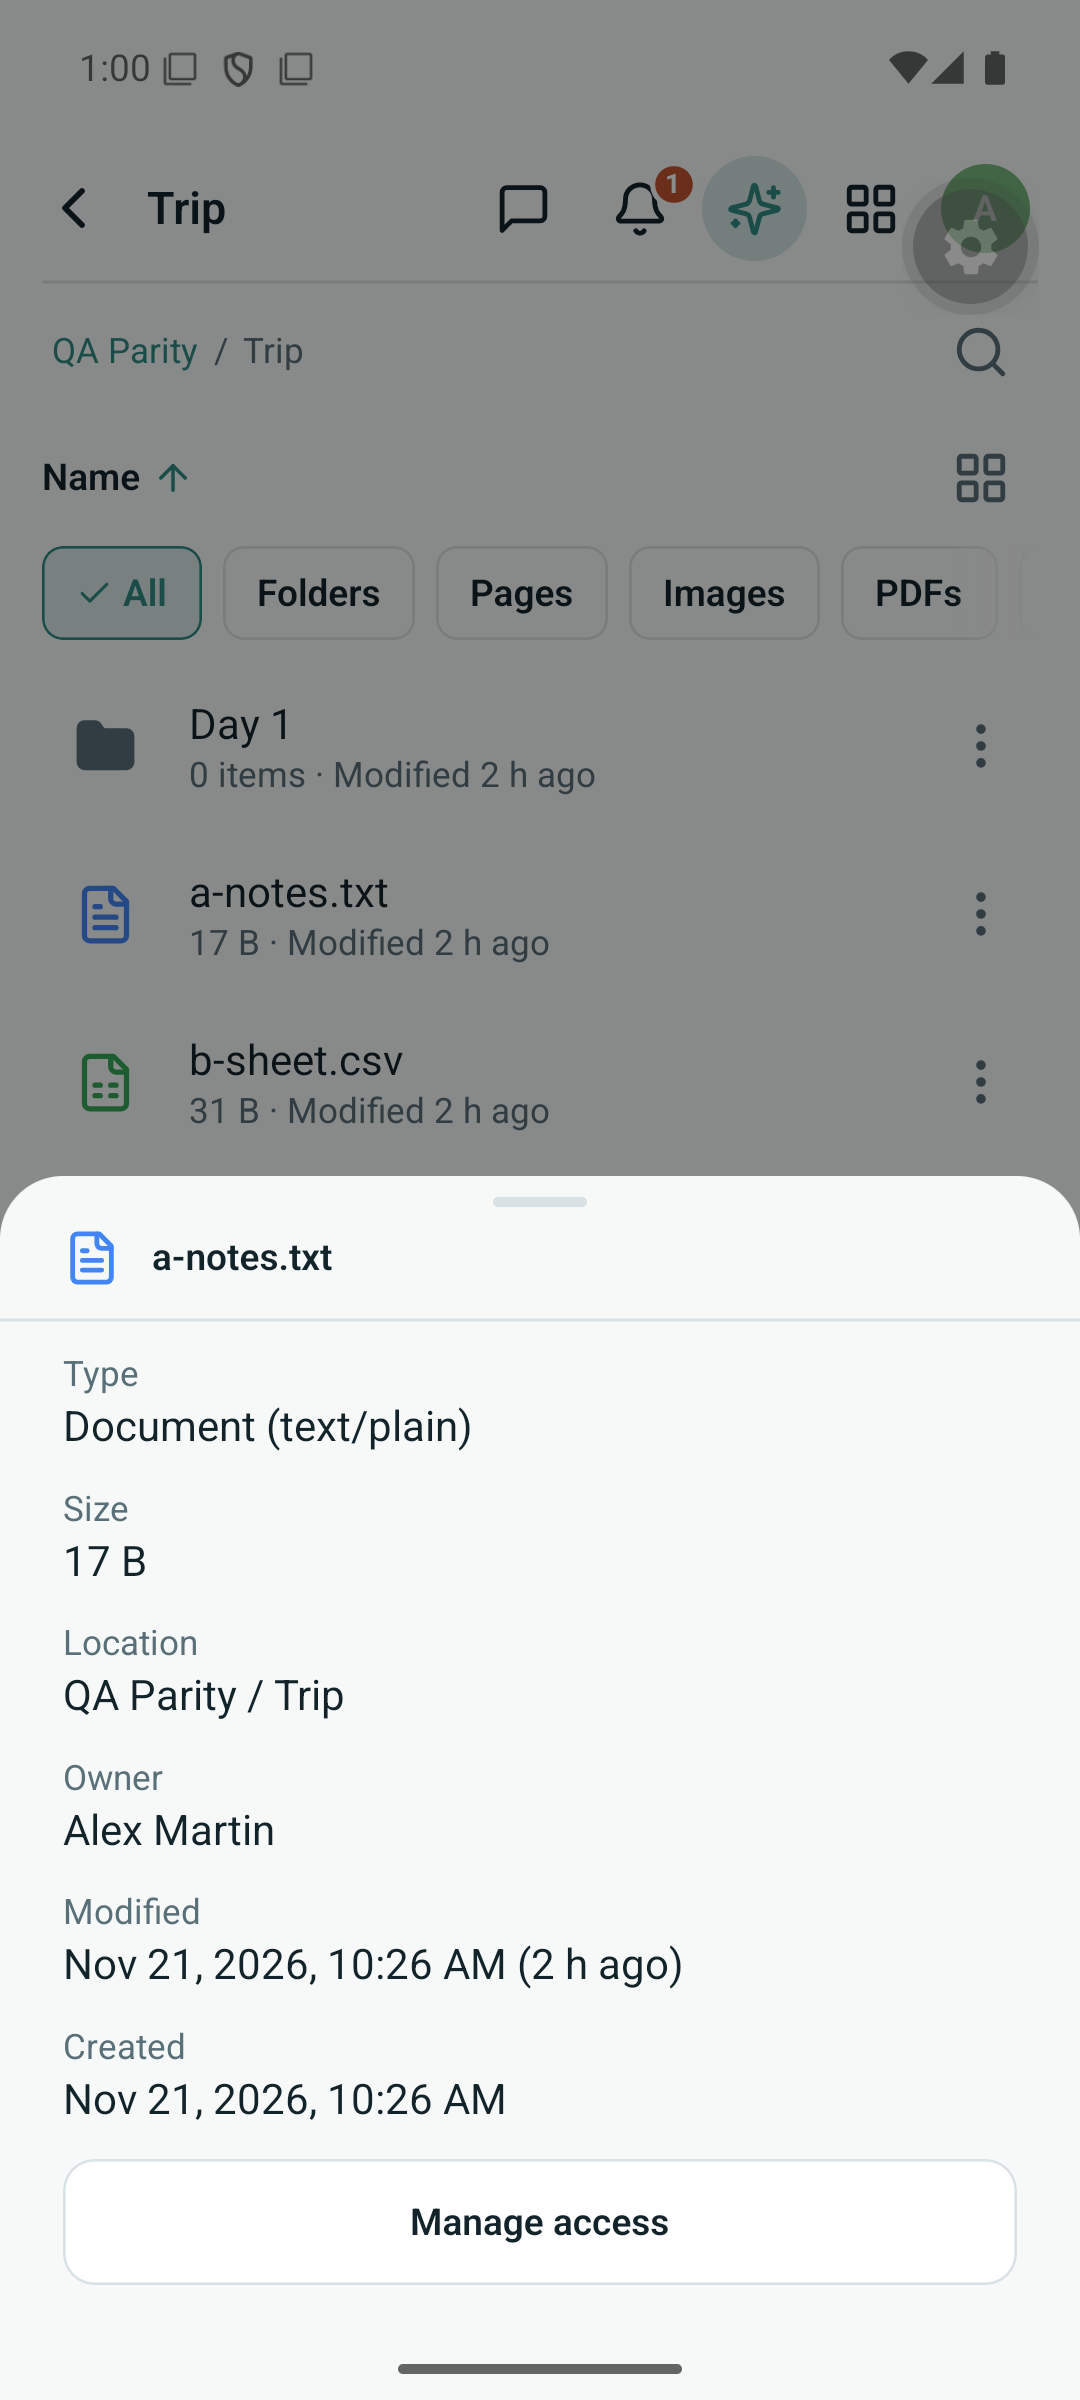 1:00
Trip
1
A
QA Parity / Trip
Name
All
Folders
Pages
Images
PDFs
Day 1
0 items · Modified 2 h ago
a-notes.txt
17 B · Modified 2 h ago
b-sheet.csv
31 B · Modified 2 h ago
a-notes.txt
Type
Document (text/plain)
Size
17 B
Location
QA Parity / Trip
Owner
Alex Martin
Modified
Nov 21, 2026, 10:26 AM (2 h ago)
Created
Nov 21, 2026, 10:26 AM
Manage access